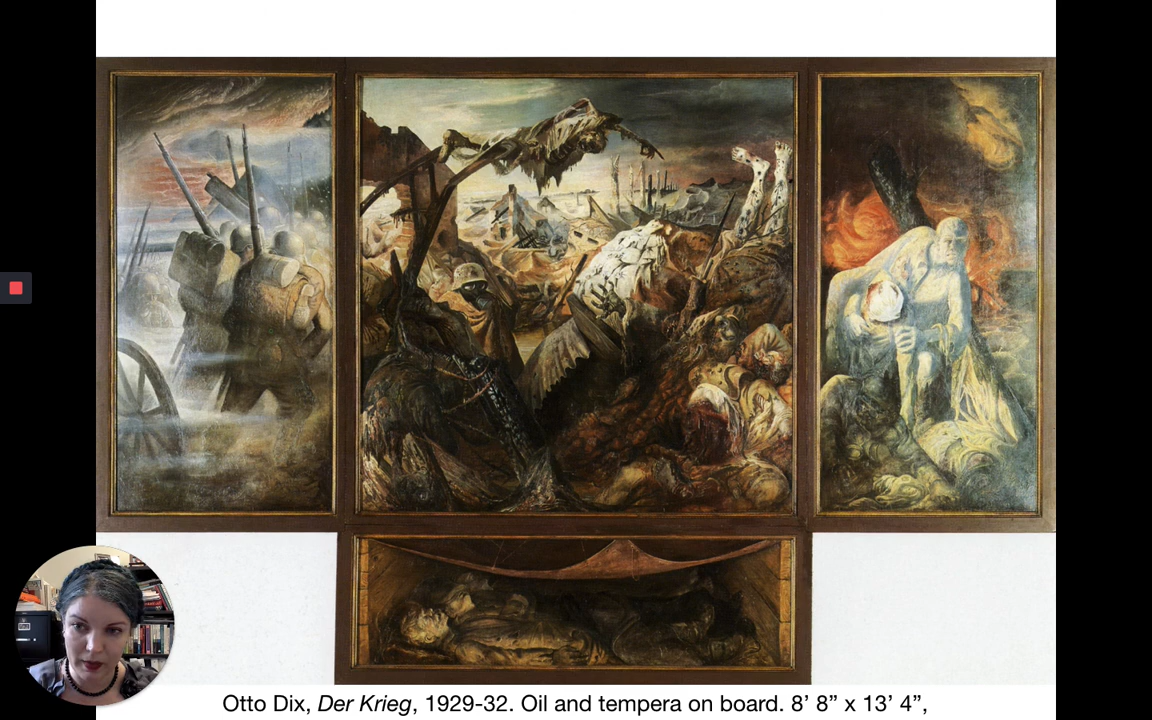 Otto Dix, Der Krieg, 1929-32. Oil and tempera on board. 8’ 8” x 13’ 4”,